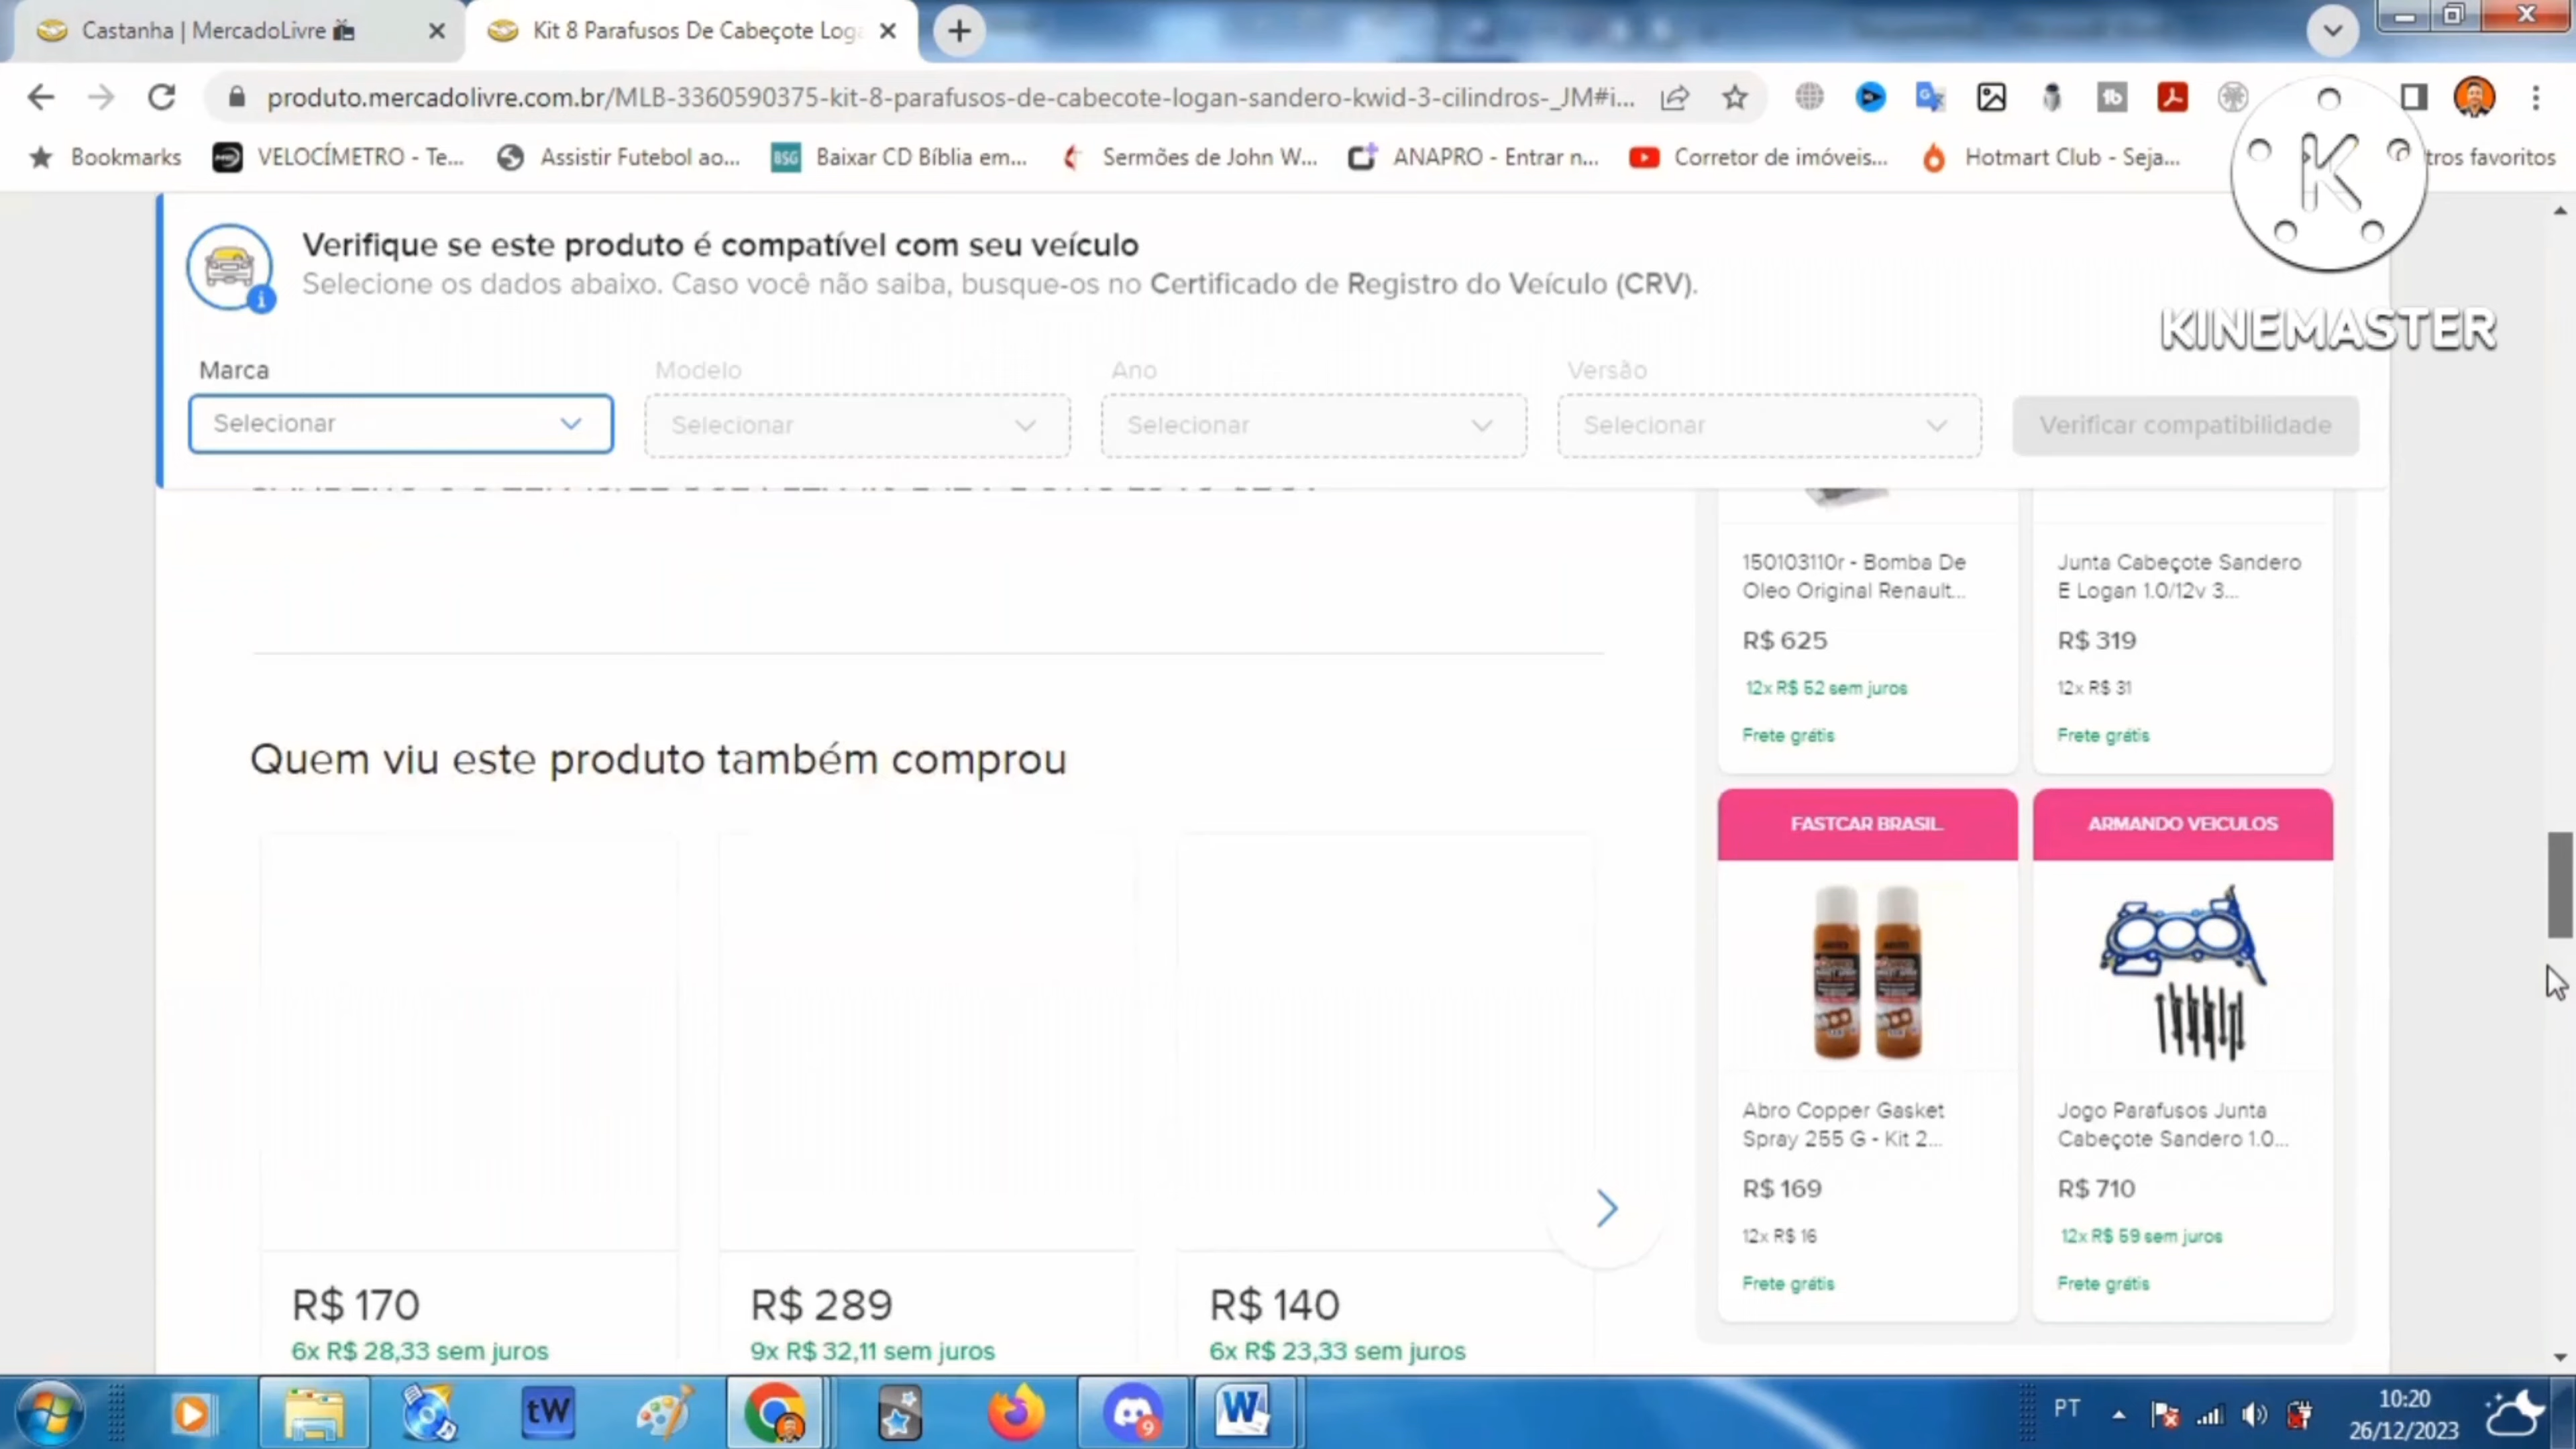 Castanha | MercadoLivre
Kit 8 Parafusos De Cabeçote Log
produto.mercadolivre.com.br/MLB-3360590375-kit-8-parafusos-de-cabecote-logan-sandero-kwid-3-cilindros-_JM#i...
Bookmarks
VELOCÍMETRO - Te...
Assistir Futebol ao...
BSG
Baixar CD Bíblia em...
Sermões de John W...
ANAPRO - Entrar n...
Corretor de imóveis...
Hotmart Club - Seja...
tros favoritos
K
KINEMASTER
Verifique se este produto é compatível com seu veículo
Selecione os dados abaixo. Caso você não saiba, busque-os no Certificado de Registro do Veículo (CRV).
Marca
Modelo
Ano
Versão
Selecionar
Selecionar
Selecionar
Selecionar
Verificar compatibilidade
150103110r - Bomba De
Oleo Original Renault...
R$ 625
12x R$ 52 sem juros
Frete grátis
Junta Cabeçote Sandero
E Logan 1.0/12v 3...
R$ 319
12x R$ 31
Frete grátis
Quem viu este produto também comprou
FASTCAR BRASIL
ARMANDO VEICULOS
Abro Copper Gasket
Spray 255 G - Kit 2...
R$ 169
12x R$ 16
Frete grátis
Jogo Parafusos Junta
Cabeçote Sandero 1.0...
R$ 710
12x R$ 59 sem juros
Frete grátis
R$ 170
6x R$ 28,33 sem juros
R$ 289
9x R$ 32,11 sem juros
R$ 140
6x R$ 23,33 sem juros
tW
9
W
PT
10:20
26/12/2023